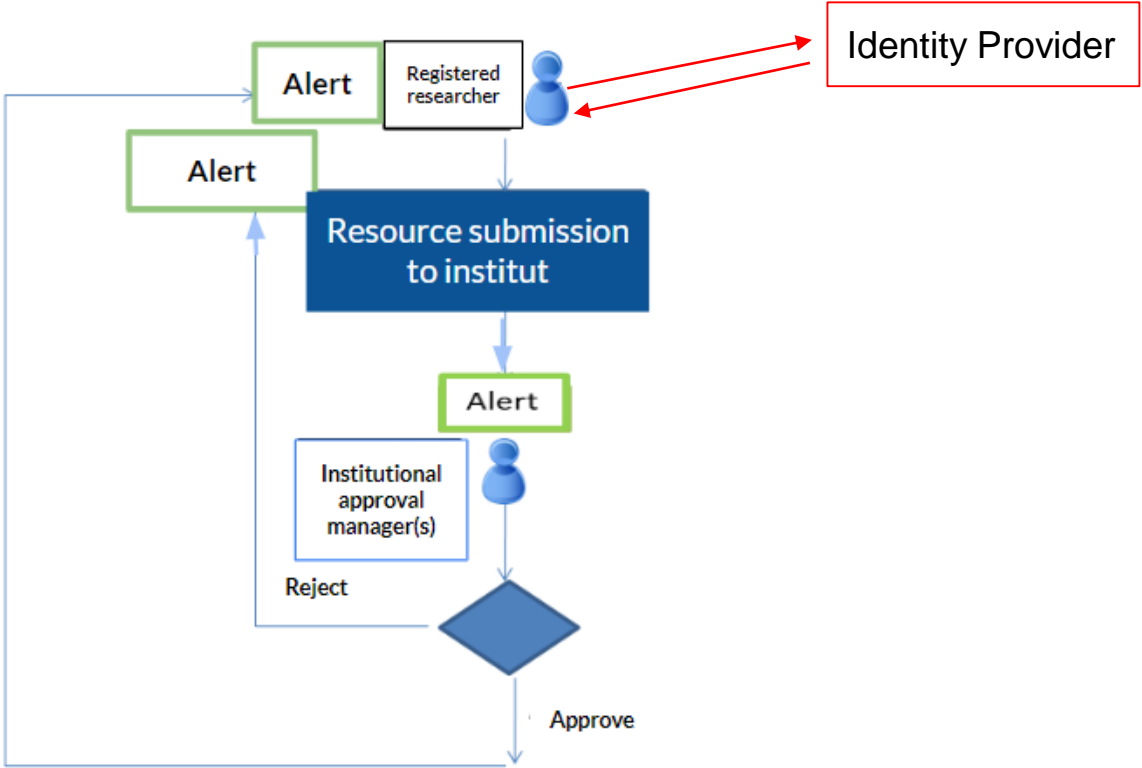 Identity Provider
Alert
Registered
researcher
Alert
Resource submission
to institut
Alert
Institutional
approval
manager(s)
Reject
Approve